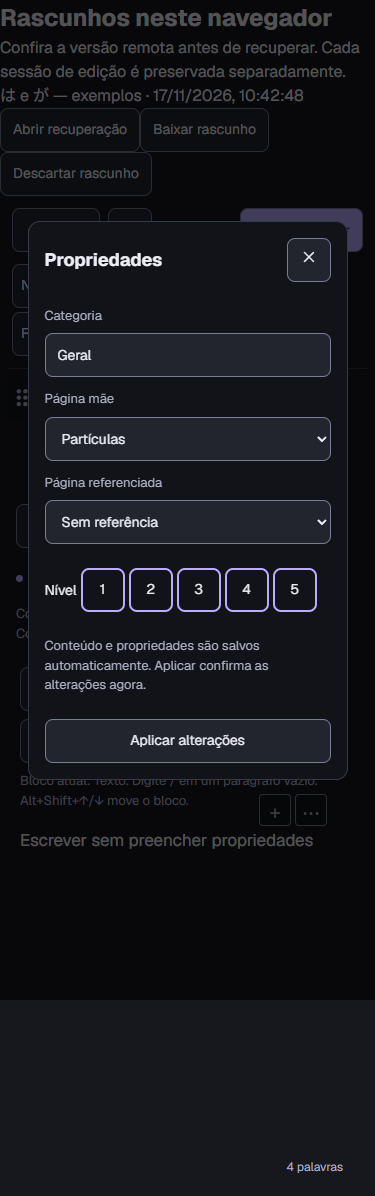 Rascunhos neste navegador
Confira a versão remota antes de recuperar. Cada
sessão de edição é preservada separadamente.
は e が — exemplos · 17/11/2026, 10:42:48
Abrir recuperação
Baixar rascunho
Descartar rascunho
Propriedades
×
Categoria
Geral
Página mãe
Partículas
Página referenciada
Sem referência
Nível 1 2 3 4 5
Conteúdo e propriedades são salvos
automaticamente. Aplicar confirma as
alterações agora.
Aplicar alterações
Bloco atual: Texto. Digite / em um parágrafo vazio.
Alt+Shift+↑/↓ move o bloco.
+ ...
Escrever sem preencher propriedades
4 palavras